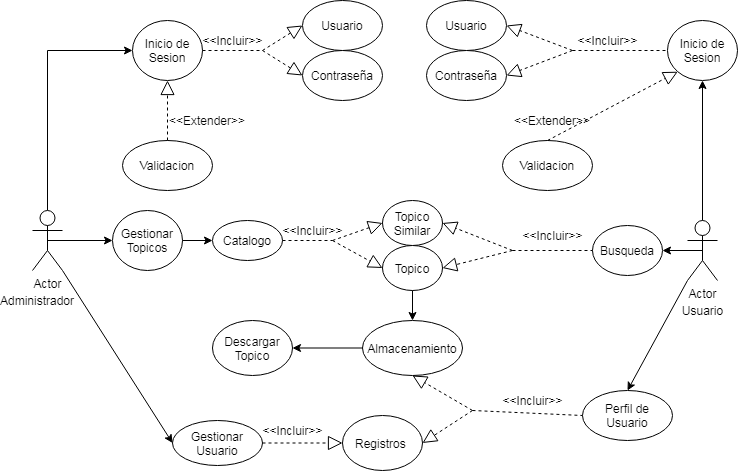 Inicio de
Sesion
<<Incluir>>
Usuario
Contraseña
Usuario
Contraseña
<<Incluir>>
Inicio de
Sesion
<<Extender>>
Validacion
<<Extender>>
Validacion
Actor
Administrador
Gestionar
Topicos
Catalogo
<<Incluir>>
Topico
Similar
Topico
<<Incluir>>
Busqueda
Actor
Usuario
Descargar
Topico
Almacenamiento
<<Incluir>>
Perfil de
Usuario
Gestionar
Usuario
<<Incluir>>
Registros